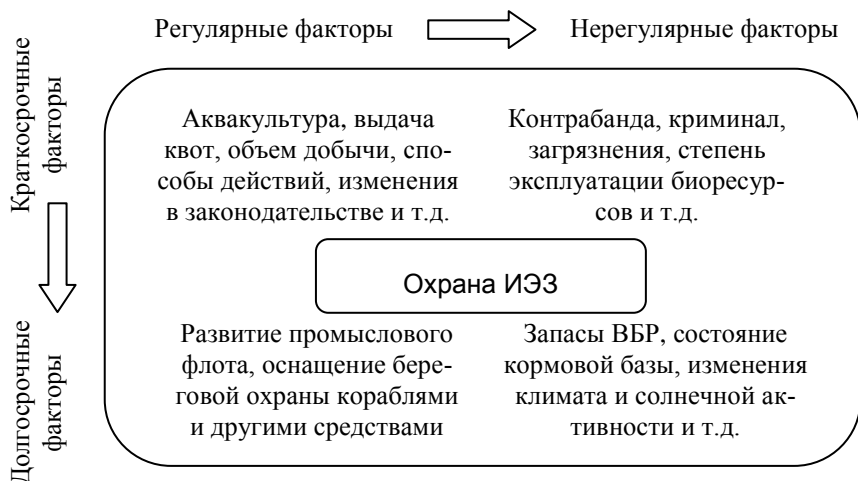 Регулярные факторы
Нерегулярные факторы
Краткосрочные
факторы
Аквакультура, выдача
квот, объем добычи, спо-
собы действий, изменения
в законодательстве и т.д.
Контрабанда, криминал,
загрязнения, степень
эксплуатации биоресур-
сов и т.д.
Охрана ИЭЗ
Долгосрочные
факторы
Развитие промыслового
флота, оснащение бере-
говой охраны кораблями
и другими средствами
Запасы ВБР, состояние
кормовой базы, изменения
климата и солнечной ак-
тивности и т.д.